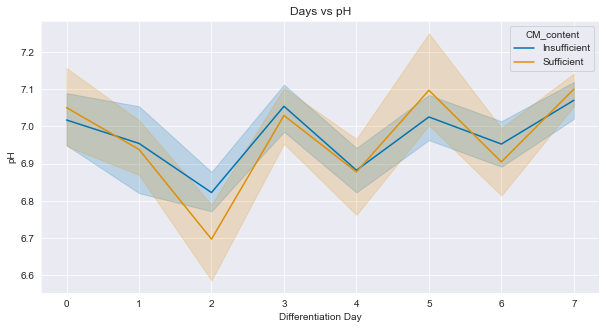 Days vs pH
CM_content
Insufficient
Sufficient
7.2
7.1
7.0
6.9
6.8
6.7
6.6
pH
0 1 2 3 4 5 6 7
Differentiation Day